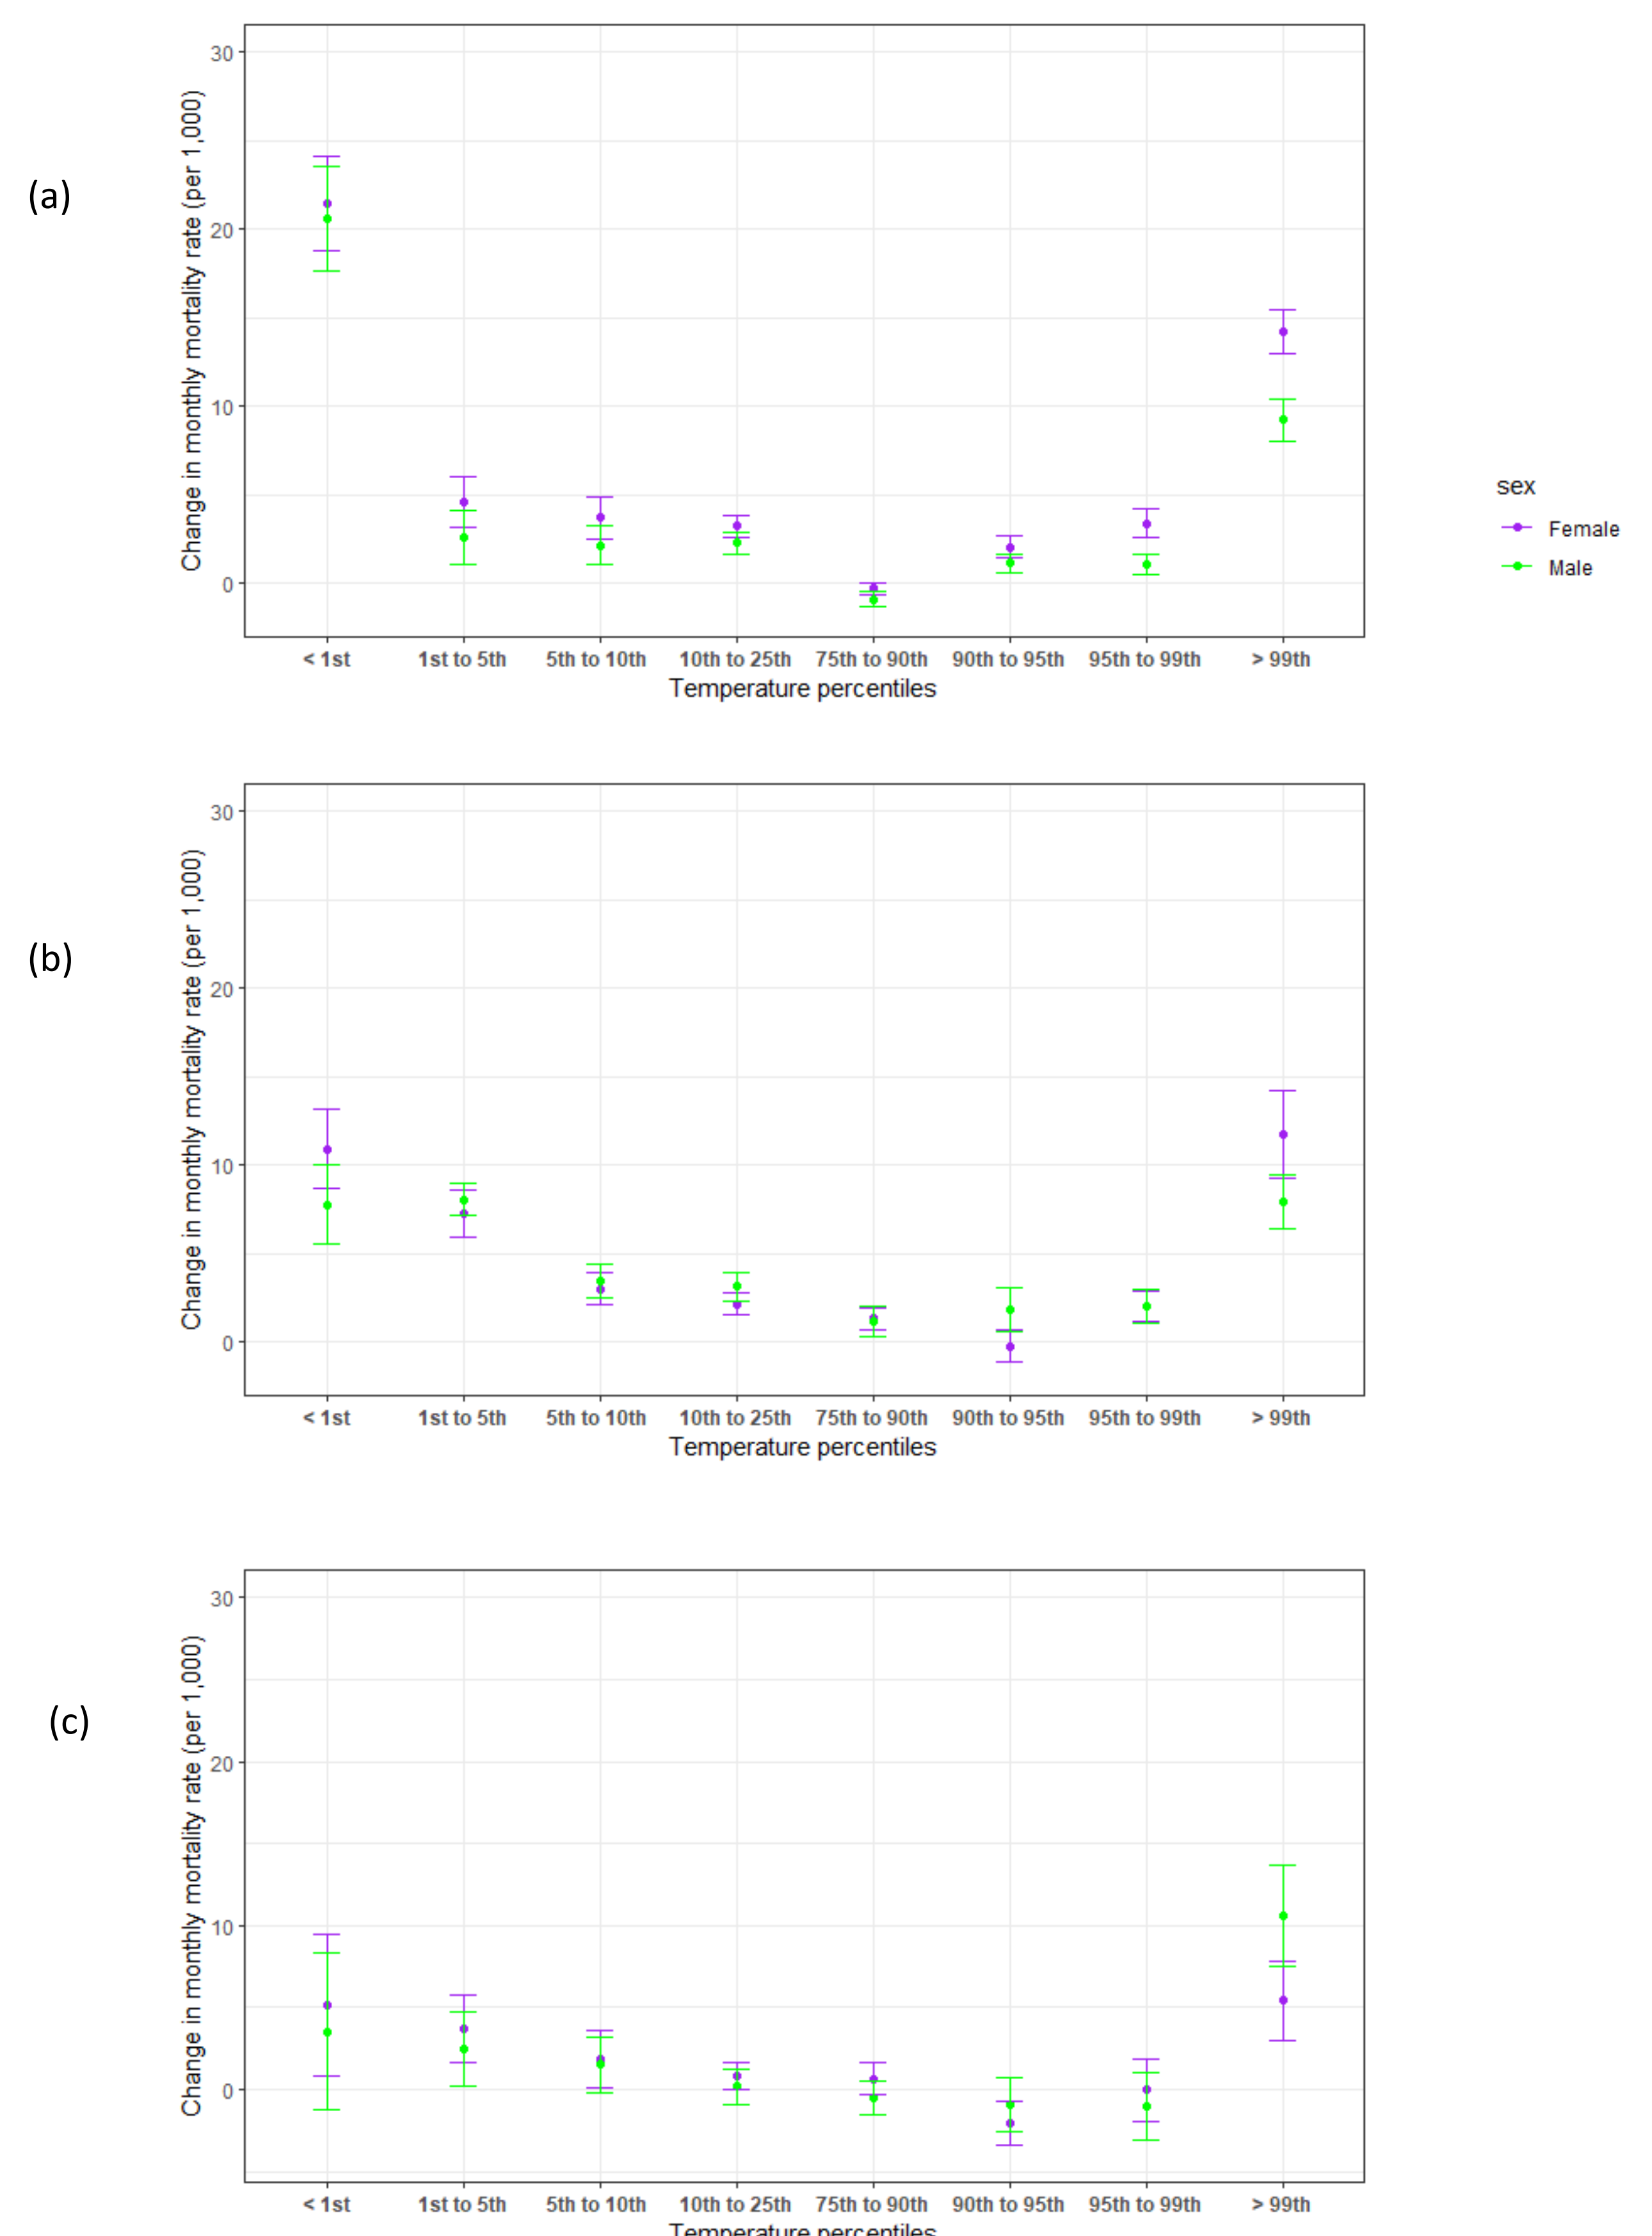 (a)
Change in monthly mortality rate (per 1,000)
30
20
10
0
< 1st 1st to 5th 5th to 10th 10th to 25th 75th to 90th 90th to 95th 95th to 99th > 99th
Temperature percentiles
sex
Female
Male
(b)
Change in monthly mortality rate (per 1,000)
30
20
10
0
< 1st 1st to 5th 5th to 10th 10th to 25th 75th to 90th 90th to 95th 95th to 99th > 99th
Temperature percentiles
(c)
Change in monthly mortality rate (per 1,000)
30
20
10
0
< 1st 1st to 5th 5th to 10th 10th to 25th 75th to 90th 90th to 95th 95th to 99th > 99th
Temperature percentiles